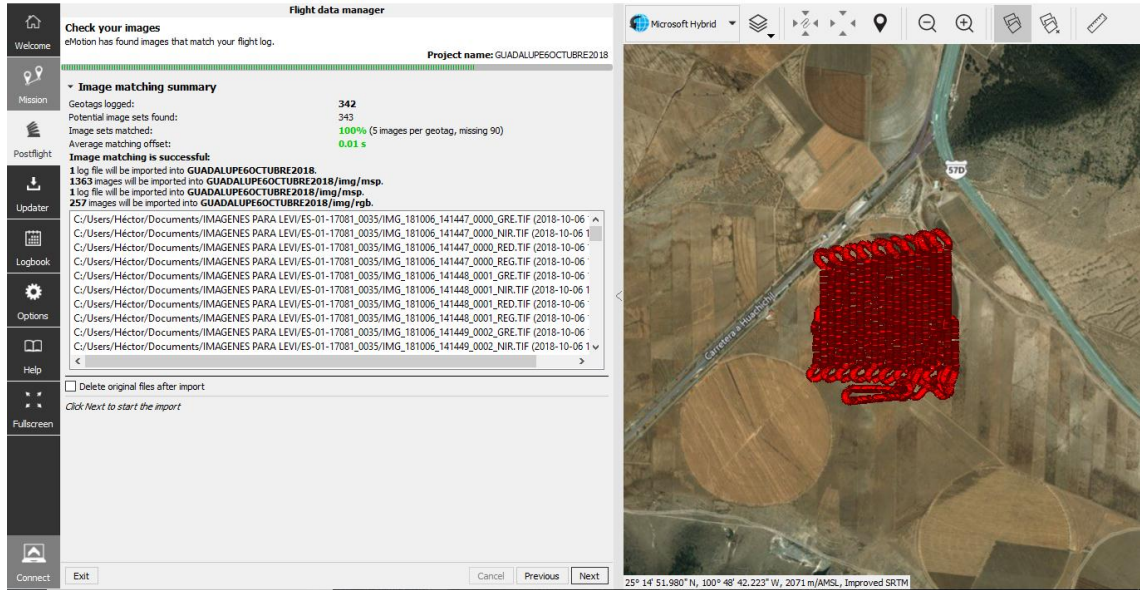 Flight data manager
Welcome
Mission
Postflight
Updater
Logbook
Options
Help
Fullscreen
Connect
Check your images
eMotion has found images that match your flight log.
Project name: GUADALUPE6OCTUBRE2018
Image matching summary
Geotags logged: 342
Potential image sets found: 343
Image sets matched: 100% (5 images per geotag, missing 90)
Average matching offset: 0.01 s
Image matching is successful:
1 log file will be imported into GUADALUPE6OCTUBRE2018.
1363 images will be imported into GUADALUPE6OCTUBRE2018/img/msp.
1 log file will be imported into GUADALUPE6OCTUBRE2018/img/msp.
257 images will be imported into GUADALUPE6OCTUBRE2018/img/rgb.
C:/Users/Héctor/Documents/IMAGENES PARA LEVI/ES-01-17081_0035/IMG_181006_141447_0000_GRE.TIF (2018-10-06
C:/Users/Héctor/Documents/IMAGENES PARA LEVI/ES-01-17081_0035/IMG_181006_141447_0000_NIR.TIF (2018-10-06 1
C:/Users/Héctor/Documents/IMAGENES PARA LEVI/ES-01-17081_0035/IMG_181006_141447_0000_RED.TIF (2018-10-06
C:/Users/Héctor/Documents/IMAGENES PARA LEVI/ES-01-17081_0035/IMG_181006_141447_0000_REG.TIF (2018-10-06
C:/Users/Héctor/Documents/IMAGENES PARA LEVI/ES-01-17081_0035/IMG_181006_141448_0001_GRE.TIF (2018-10-06
C:/Users/Héctor/Documents/IMAGENES PARA LEVI/ES-01-17081_0035/IMG_181006_141448_0001_NIR.TIF (2018-10-06 1
C:/Users/Héctor/Documents/IMAGENES PARA LEVI/ES-01-17081_0035/IMG_181006_141448_0001_RED.TIF (2018-10-06
C:/Users/Héctor/Documents/IMAGENES PARA LEVI/ES-01-17081_0035/IMG_181006_141448_0001_REG.TIF (2018-10-06
C:/Users/Héctor/Documents/IMAGENES PARA LEVI/ES-01-17081_0035/IMG_181006_141449_0002_GRE.TIF (2018-10-06
C:/Users/Héctor/Documents/IMAGENES PARA LEVI/ES-01-17081_0035/IMG_181006_141449_0002_NIR.TIF (2018-10-06 1
Delete original files after import
Click Next to start the import
Exit
Cancel
Previous
Next
Microsoft Hybrid
57D
Carretera a Huachichil
25° 14' 51.980" N, 100° 48' 42.223" W, 2071 m/AMSL, Improved SRTM